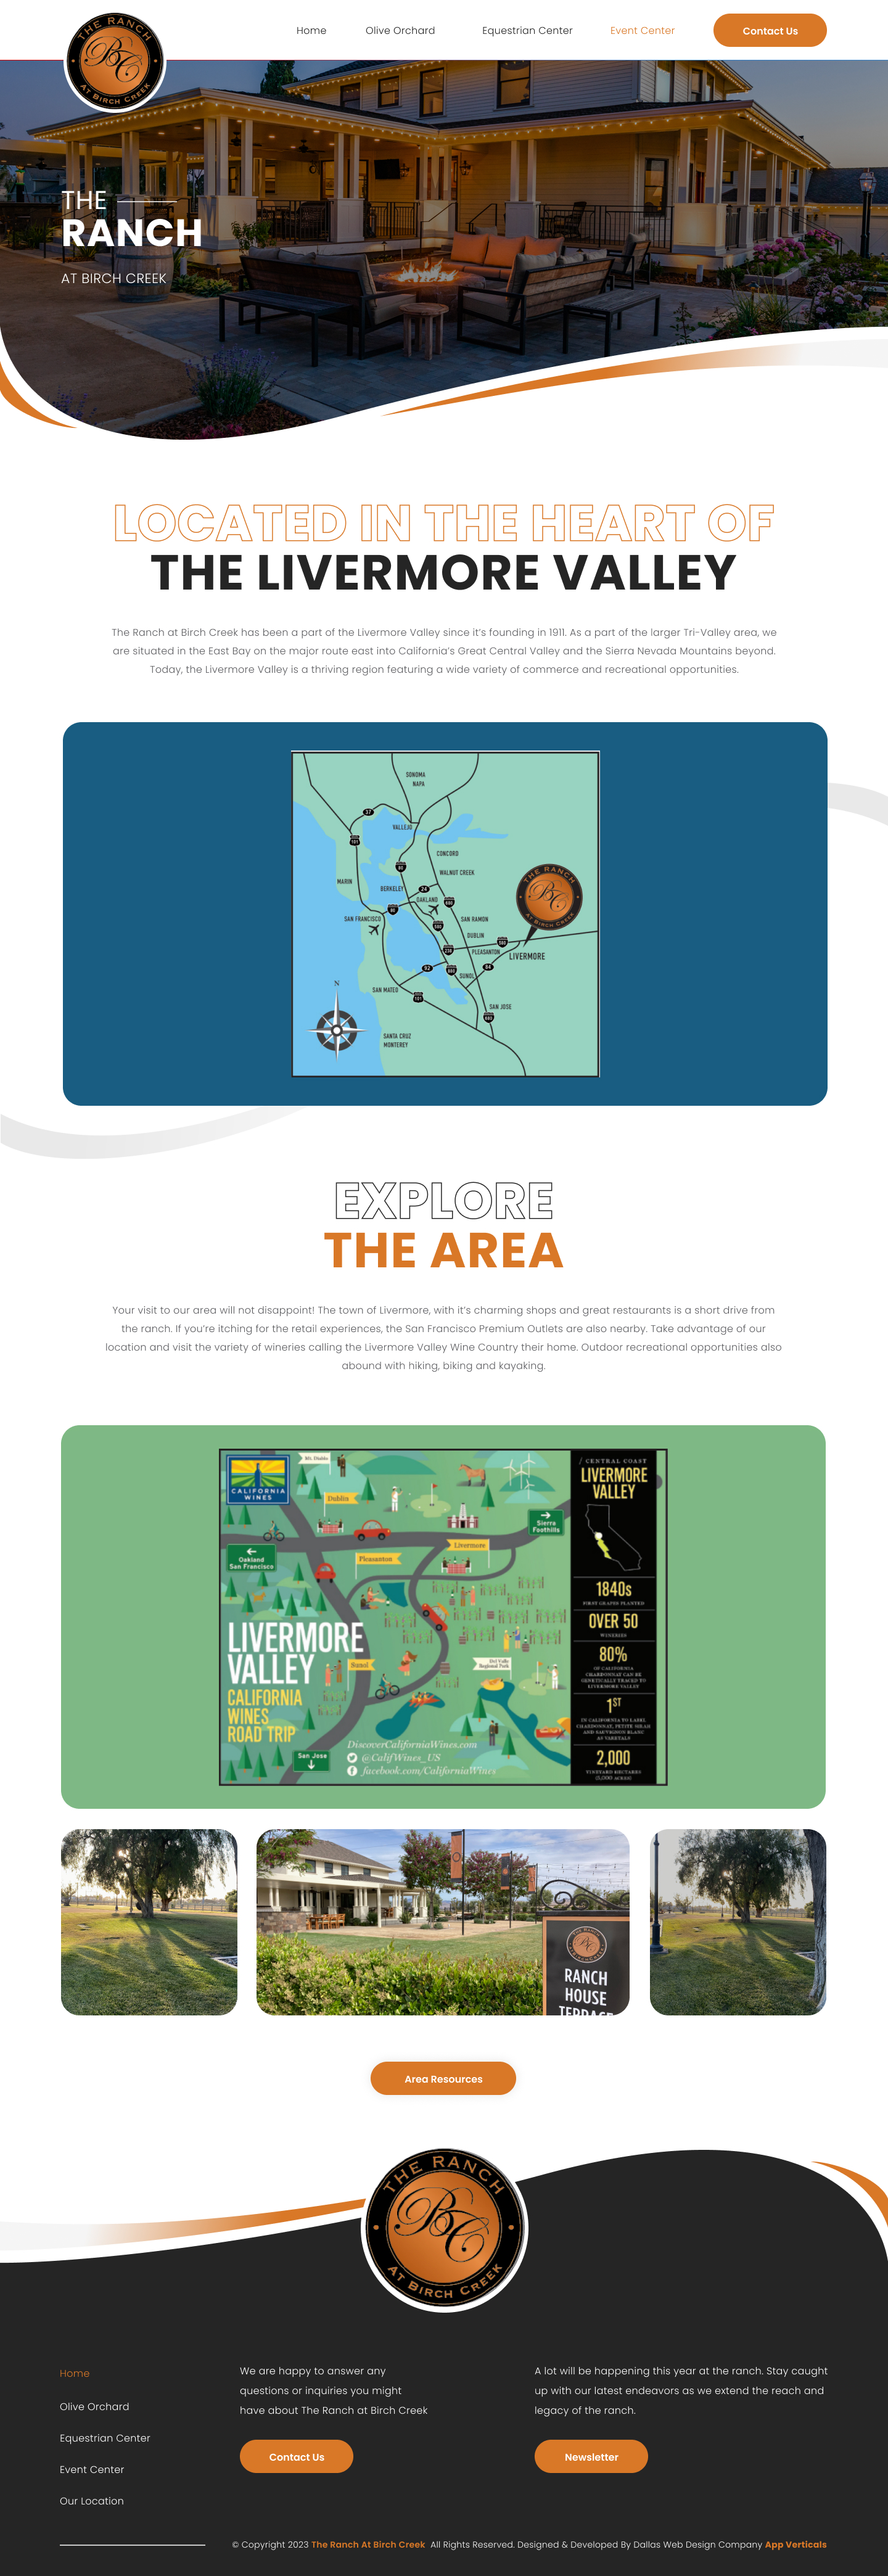 THE RANCH
BC
AT BIRCH CREEK
Home
Olive Orchard
Equestrian Center
Event Center
Contact Us
THE
RANCH
AT BIRCH CREEK
LOCATED IN THE HEART OF
THE LIVERMORE VALLEY
The Ranch at Birch Creek has been a part of the Livermore Valley since it's founding in 1911. As a part of the larger Tri-Valley area, we
are situated in the East Bay on the major route east into California's Great Central Valley and the Sierra Nevada Mountains beyond.
Today, the Livermore Valley is a thriving region featuring a wide variety of commerce and recreational opportunities.
SONOMA
NAPA
37
VALLEJO
101
CONCORD
80
WALNUT CREEK
MARIN
BERKELEY
24
OAKLAND
680
THE RANCH
BC
AT BIRCH CREEK
80
SAN FRANCISCO
SAN RAMON
580
DUBLIN
580
PLEASANTON
LIVERMORE
92
84
SUNOL
N
SAN MATEO
101
SAN JOSE
SANTA CRUZ
MONTEREY
EXPLORE
THE AREA
Your visit to our area will not disappoint! The town of Livermore, with it's charming shops and great restaurants is a short drive from
the ranch. If you're itching for the retail experiences, the San Francisco Premium Outlets are also nearby. Take advantage of our
location and visit the variety of wineries calling the Livermore Valley Wine Country their home. Outdoor recreational opportunities also
abound with hiking, biking and kayaking.
CALIFORNIA
WINES
Mt. Diablo
Dublin
Sierra
Foothills
Oakland
San Francisco
Pleasanton
Livermore
LIVERMORE
VALLEY
CALIFORNIA
WINES
ROAD TRIP
Sunol
Del Valle
Regional Park
San Jose
DiscoverCaliforniaWines.com
@CalifWines_US
facebook.com/CaliforniaWines
CENTRAL COAST
LIVERMORE
VALLEY
1840s
FIRST GRAPES PLANTED
OVER 50
WINERIES
80%
OF CALIFORNIA
CHARDONNAY CAN BE
GENETICALLY TRACED TO
LIVERMORE VALLEY
1ST
IN CALIFORNIA TO LABEL
CHARDONNAY, PETITE SIRAH
AND SAUVIGNON BLANC
AS VARIETALS
2,000
VINEYARD HECTARES
(5,000 ACRES)
THE RANCH
BC
RANCH
HOUSE
TERRACE
Area Resources
THE RANCH
BC
AT BIRCH CREEK
Home
Olive Orchard
Equestrian Center
Event Center
Our Location
We are happy to answer any
questions or inquiries you might
have about The Ranch at Birch Creek
Contact Us
A lot will be happening this year at the ranch. Stay caught
up with our latest endeavors as we extend the reach and
legacy of the ranch.
Newsletter
© Copyright 2023 The Ranch At Birch Creek All Rights Reserved. Designed & Developed By Dallas Web Design Company App Verticals